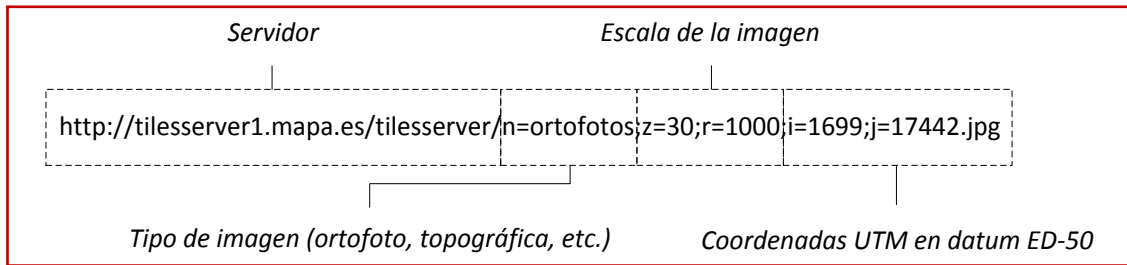 Servidor
Escala de la imagen
http://tilesserver1.mapa.es/tilesserver/n=ortofotos;z=30;r=1000;i=1699;j=17442.jpg
Tipo de imagen (ortofoto, topográfica, etc.)
Coordenadas UTM en datum ED-50